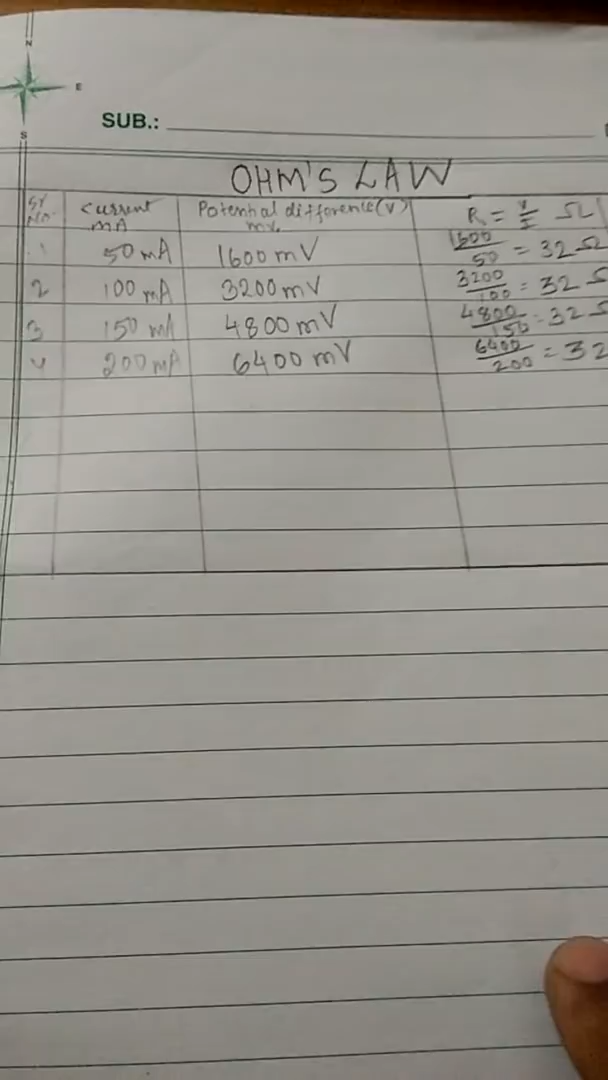 N
E
S
SUB.:
OHM'S LAW
Sr No. Current mA Potential difference(V) mv. R = V/I Ω
1 50 mA 1600 mV 1600/50 = 32 Ω
2 100 mA 3200 mV 3200/100 = 32 Ω
3 150 mA 4800 mV 4800/150 = 32 Ω
4 200 mA 6400 mV 6400/200 = 32